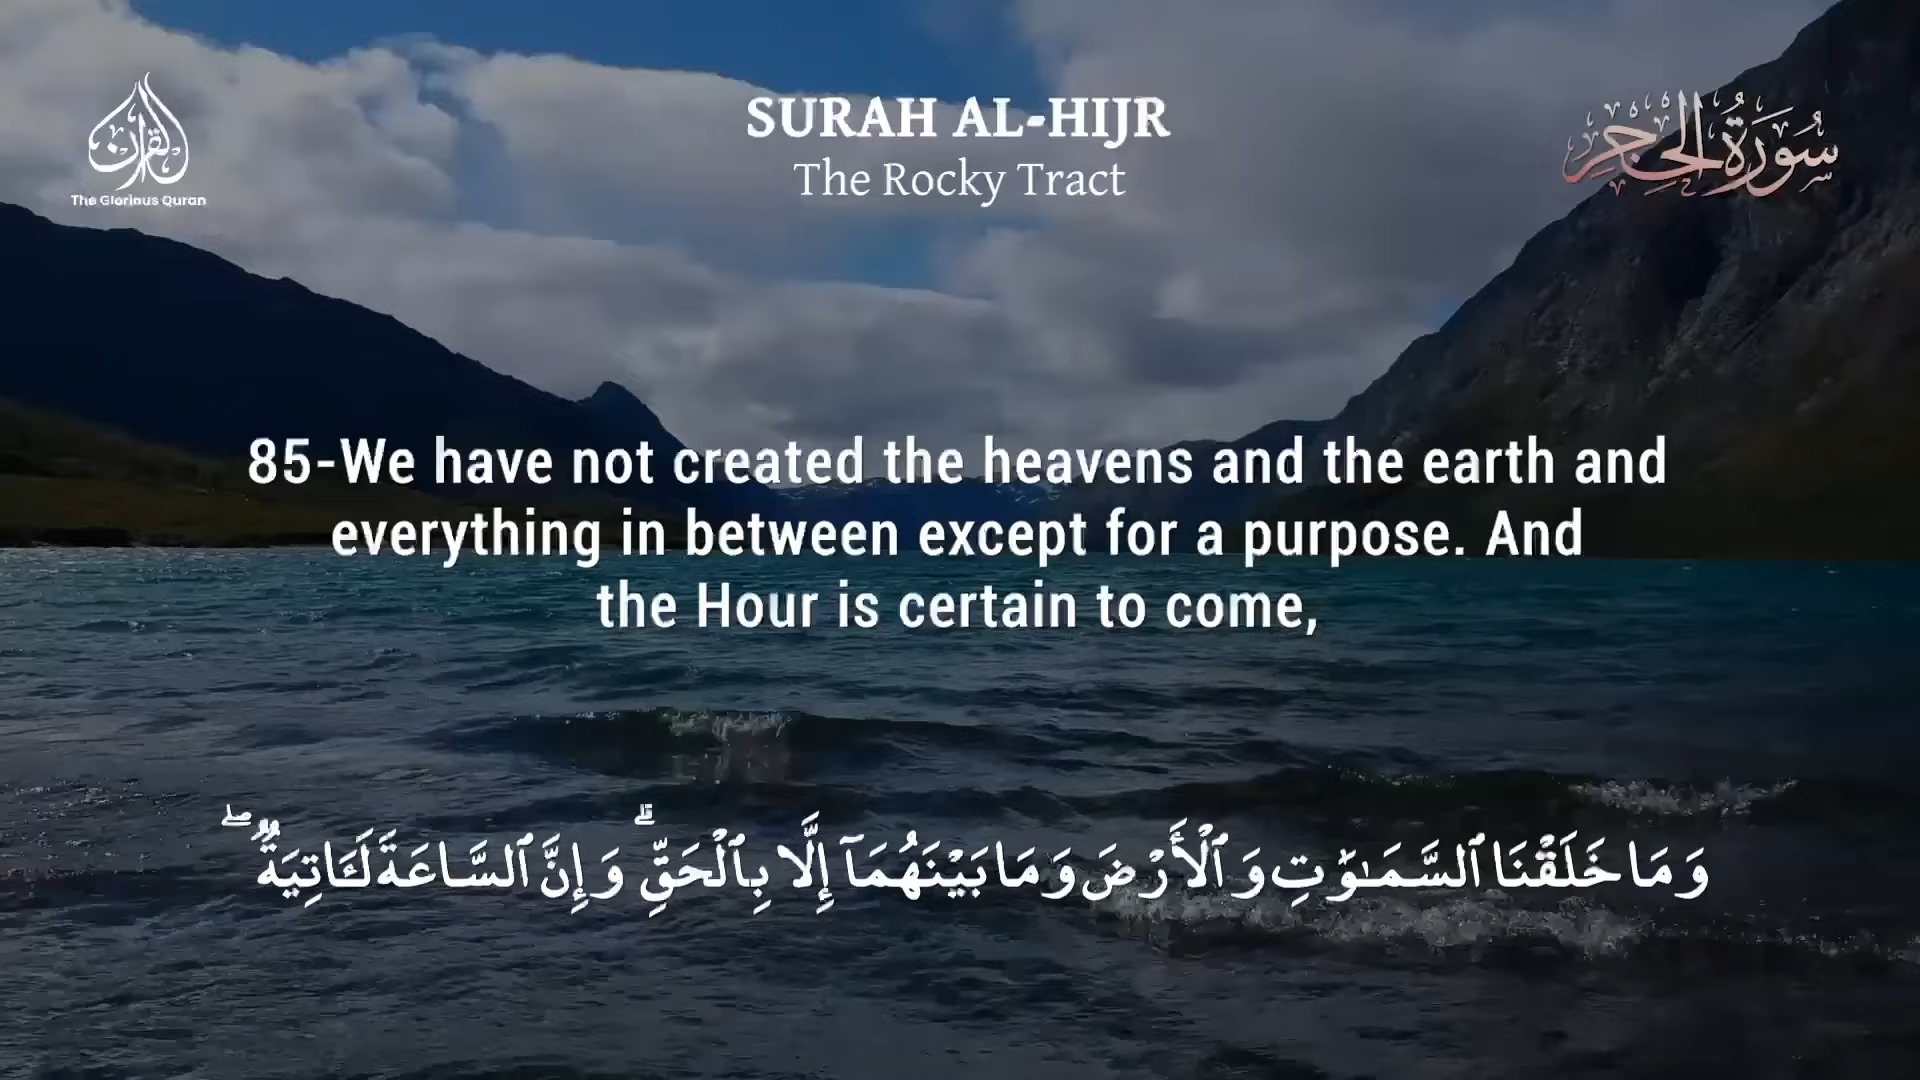 القرآن
The Glorious Quran
SURAH AL-HIJR
The Rocky Tract
سُورَةُ الحِجْرِ
85-We have not created the heavens and the earth and
everything in between except for a purpose. And
the Hour is certain to come,
وَمَا خَلَقْنَا ٱلسَّمَـٰوَٰتِ وَٱلْأَرْضَ وَمَا بَيْنَهُمَآ إِلَّا بِٱلْحَقِّ ۗ وَإِنَّ ٱلسَّاعَةَ لَـَٔاتِيَةٌ ۖ